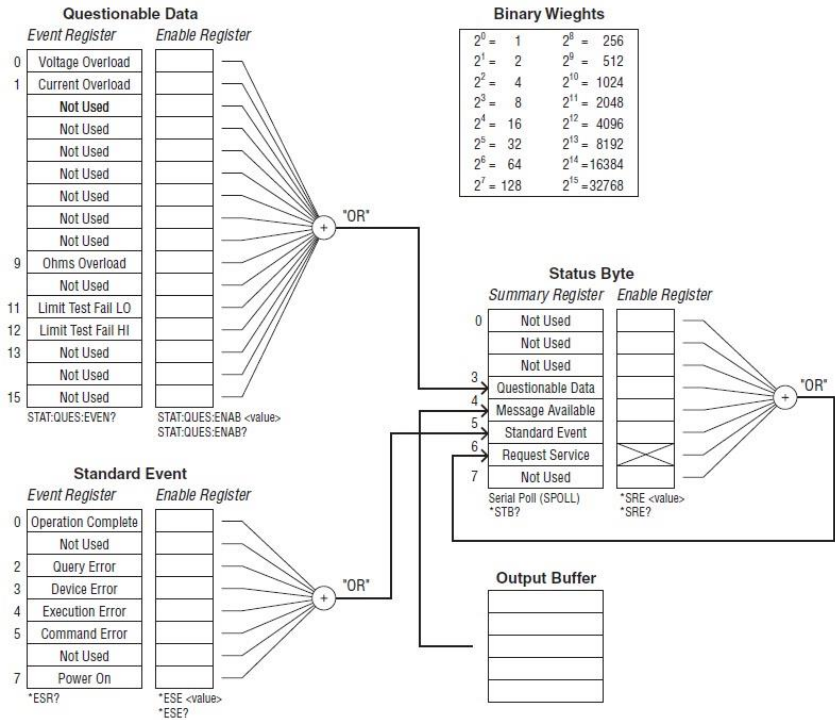 Questionable Data
Event Register Enable Register
0 Voltage Overload
1 Current Overload
Not Used
Not Used
Not Used
Not Used
Not Used
Not Used
Not Used
9 Ohms Overload
Not Used
11 Limit Test Fail LO
12 Limit Test Fail HI
13 Not Used
Not Used
15 Not Used
STAT:QUES:EVEN? STAT:QUES:ENAB <value>
STAT:QUES:ENAB?
+ "OR"
Binary Wieghts
2⁰ = 1 2⁸ = 256
2¹ = 2 2⁹ = 512
2² = 4 2¹⁰ = 1024
2³ = 8 2¹¹ = 2048
2⁴ = 16 2¹² = 4096
2⁵ = 32 2¹³ = 8192
2⁶ = 64 2¹⁴ =16384
2⁷ = 128 2¹⁵ =32768
Status Byte
Summary Register Enable Register
0 Not Used
Not Used
Not Used
3 Questionable Data
4 Message Available
5 Standard Event
6 Request Service
7 Not Used
Serial Poll (SPOLL) *SRE <value>
*STB? *SRE?
+ "OR"
Standard Event
Event Register Enable Register
0 Operation Complete
Not Used
2 Query Error
3 Device Error
4 Execution Error
5 Command Error
Not Used
7 Power On
*ESR? *ESE <value>
*ESE?
+ "OR"
Output Buffer